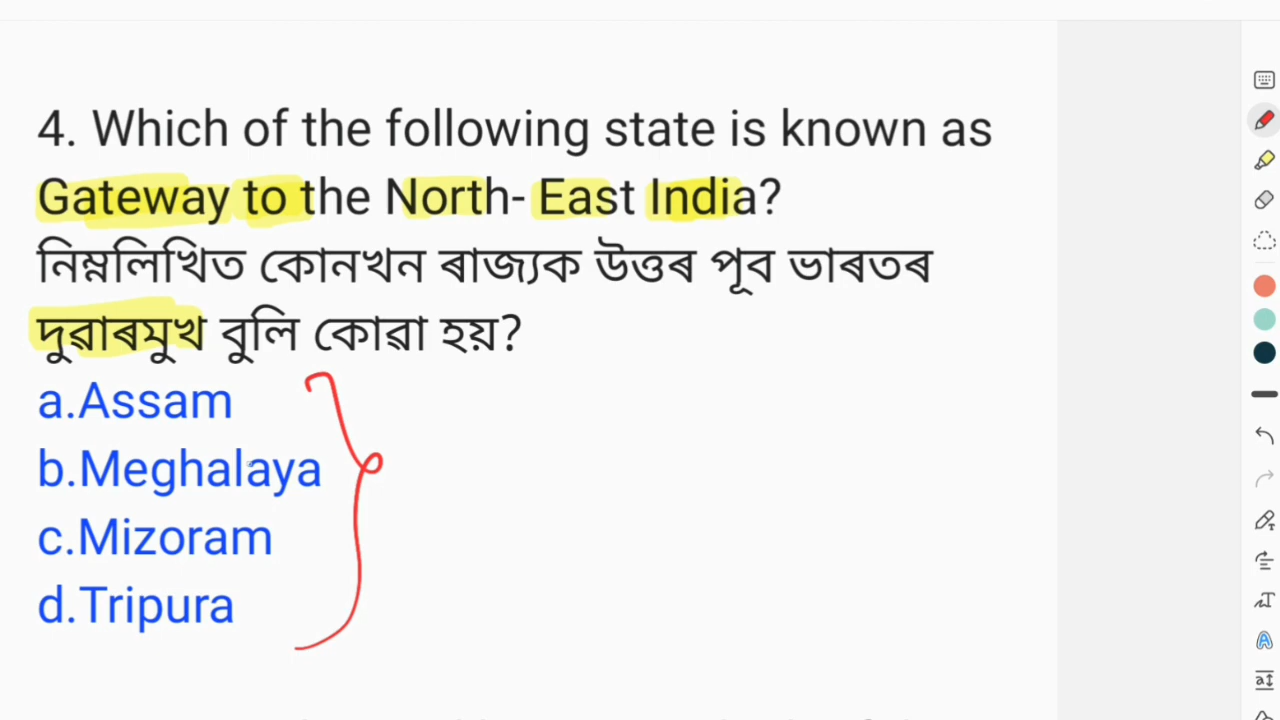 4. Which of the following state is known as
Gateway to the North- East India?
নিম্নলিখিত কোনখন ৰাজ্যক উত্তৰ পূব ভাৰতৰ
দুৱাৰমুখ বুলি কোৱা হয়?
a.Assam
b.Meghalaya
c.Mizoram
d.Tripura